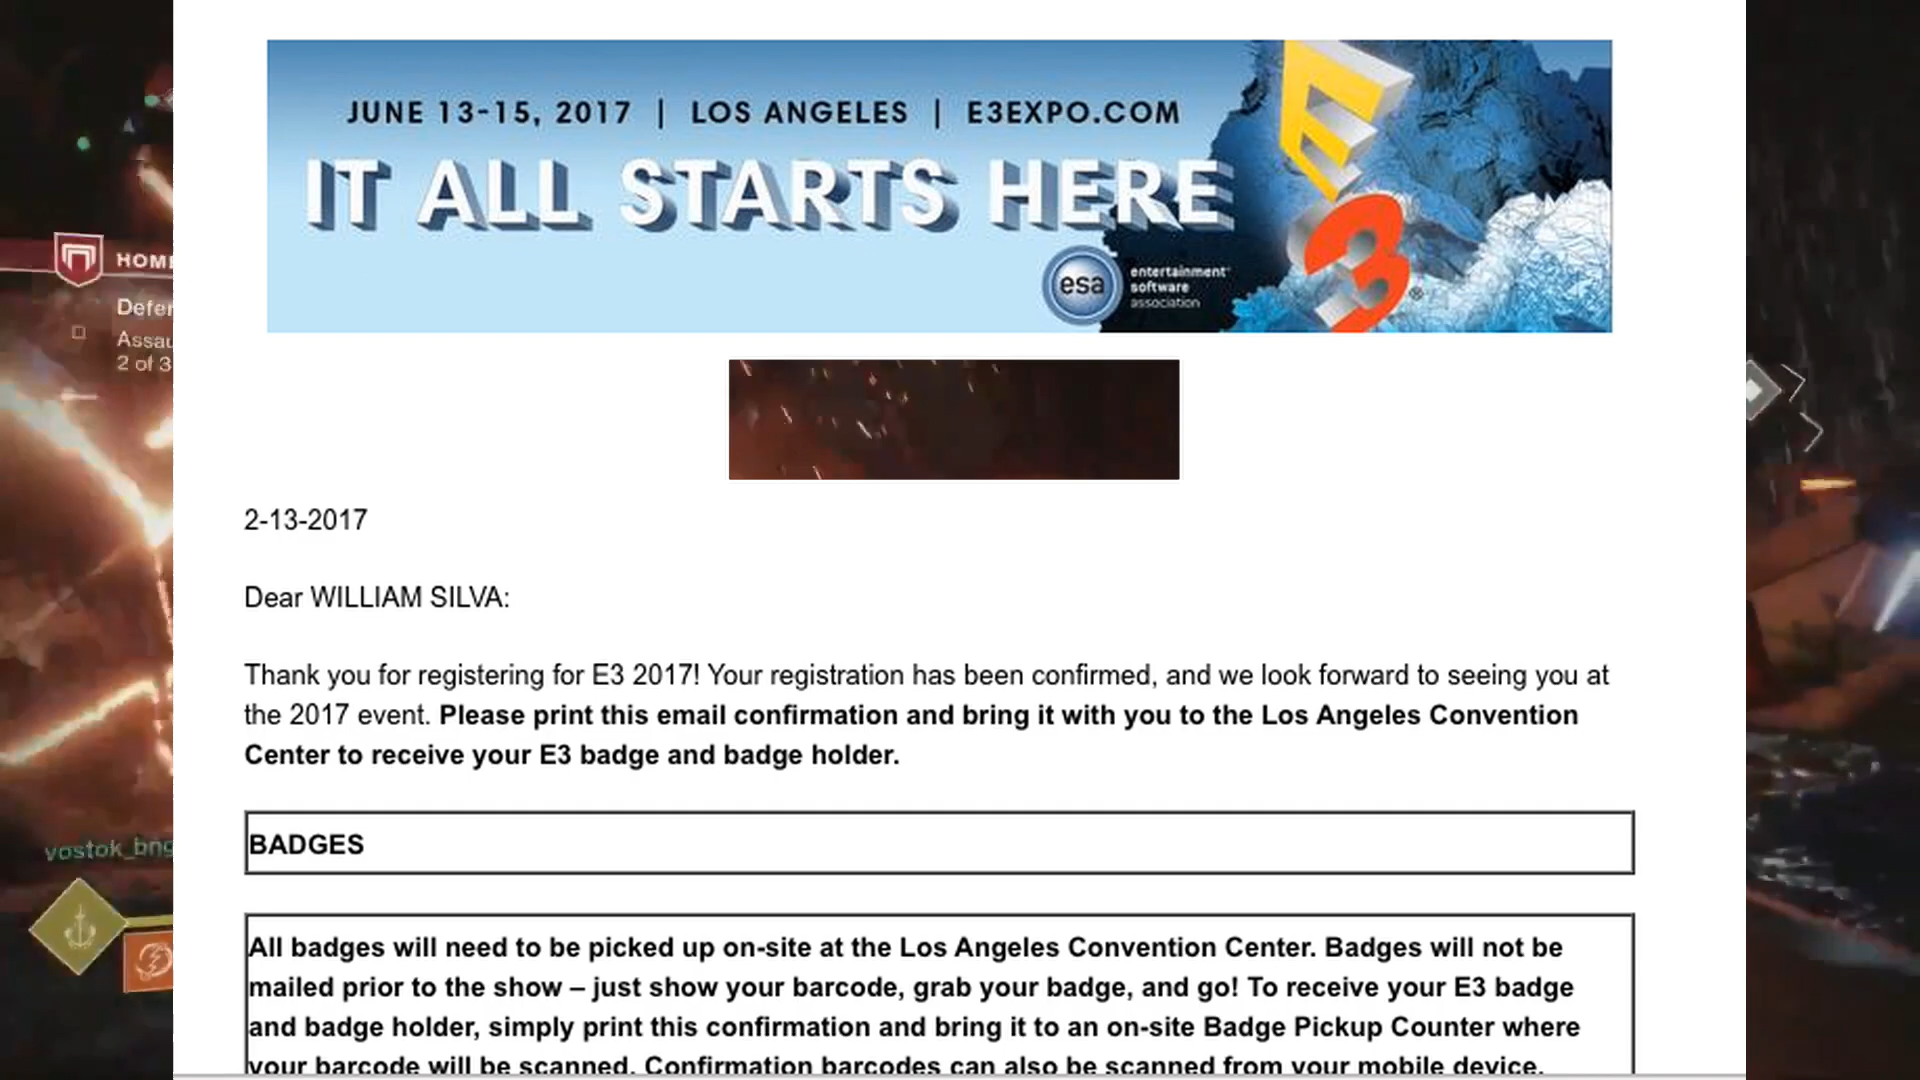 JUNE 13-15, 2017 | LOS ANGELES | E3EXPO.COM
IT ALL STARTS HERE
E3®
esa entertainment software association
HOM
Defer
Assau
2 of 3
2-13-2017
Dear WILLIAM SILVA:
Thank you for registering for E3 2017! Your registration has been confirmed, and we look forward to seeing you at
the 2017 event. Please print this email confirmation and bring it with you to the Los Angeles Convention
Center to receive your E3 badge and badge holder.
BADGES
vostok_bng
All badges will need to be picked up on-site at the Los Angeles Convention Center. Badges will not be
mailed prior to the show – just show your barcode, grab your badge, and go! To receive your E3 badge
and badge holder, simply print this confirmation and bring it to an on-site Badge Pickup Counter where
your barcode will be scanned. Confirmation barcodes can also be scanned from your mobile device.